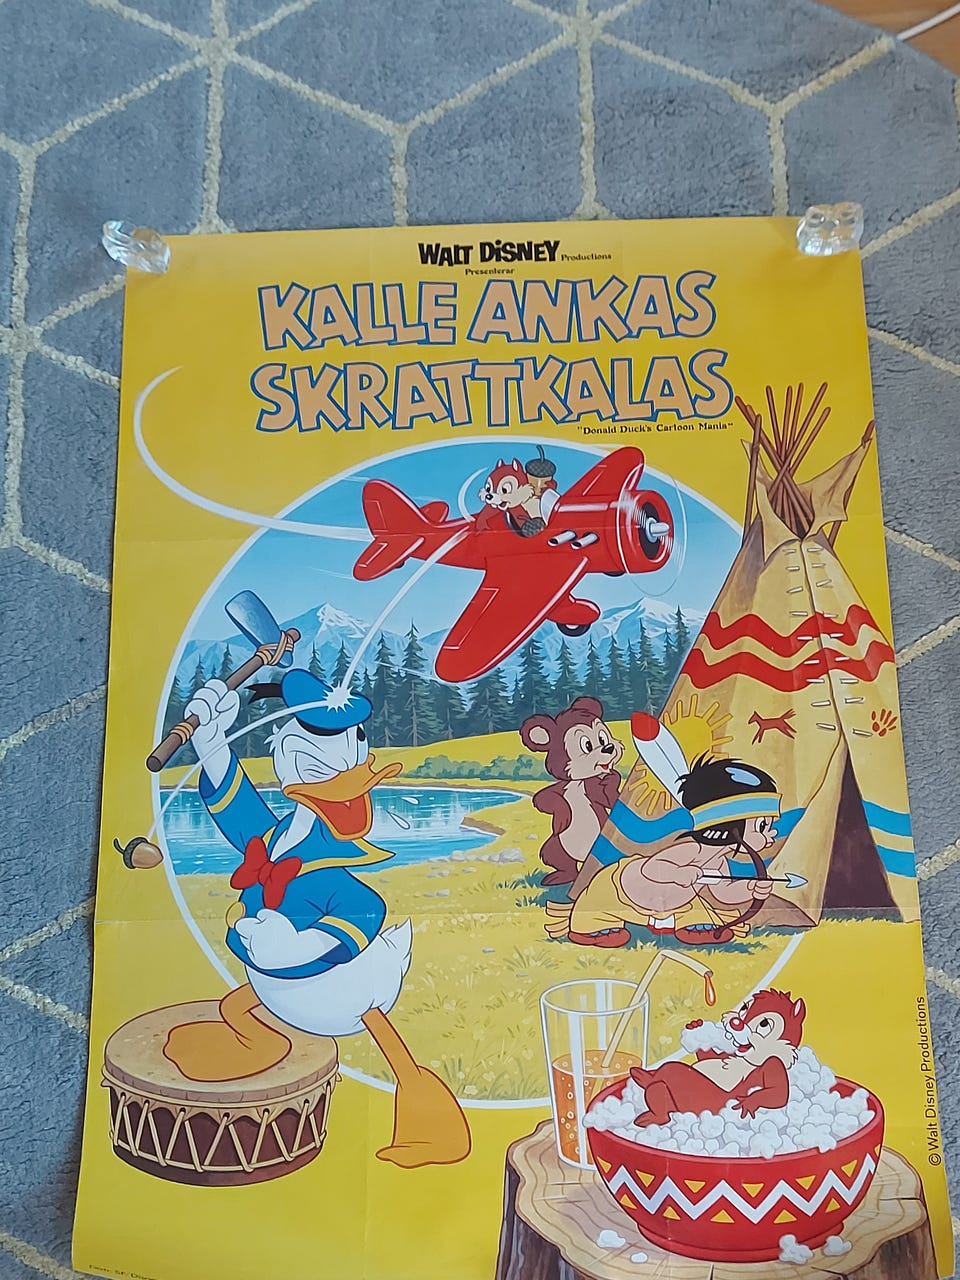 WALT DISNEY Productions
Presenterar
KALLE ANKAS
SKRATTKALAS
"Donald Duck's Cartoon Mania"
© Walt Disney Productions